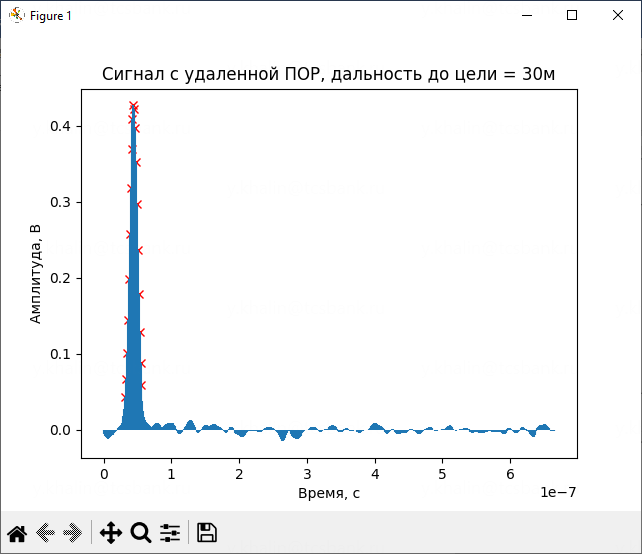 Figure 1
Сигнал с удаленной ПОР, дальность до цели = 30м
Амплитуда, В
0.4
0.3
0.2
0.1
0.0
0 1 2 3 4 5 6
1e-7
Время, с